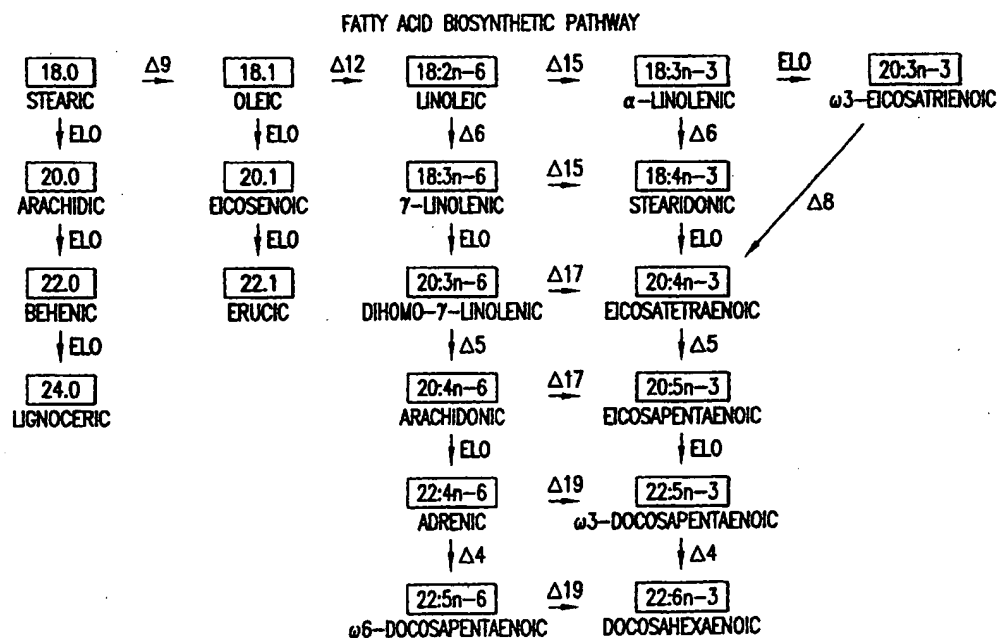 FATTY ACID BIOSYNTHETIC PATHWAY
18.0 Δ9 18.1 Δ12 18:2n-6 Δ15 18:3n-3 ELO 20:3n-3
STEARIC OLEIC LINOLEIC α-LINOLENIC ω3-EICOSATRIENOIC
ELO ELO Δ6 Δ6
20.0 20.1 18:3n-6 Δ15 18:4n-3
ARACHIDIC EICOSENOIC γ-LINOLENIC STEARIDONIC Δ8
ELO ELO ELO ELO
22.0 22.1 20:3n-6 Δ17 20:4n-3
BEHENIC ERUCIC DIHOMO-γ-LINOLENIC EICOSATETRAENOIC
ELO Δ5 Δ5
24.0 20:4n-6 Δ17 20:5n-3
LIGNOCERIC ARACHIDONIC EICOSAPENTAENOIC
ELO ELO
22:4n-6 Δ19 22:5n-3
ADRENIC ω3-DOCOSAPENTAENOIC
Δ4 Δ4
22:5n-6 Δ19 22:6n-3
ω6-DOCOSAPENTAENOIC DOCOSAHEXAENOIC